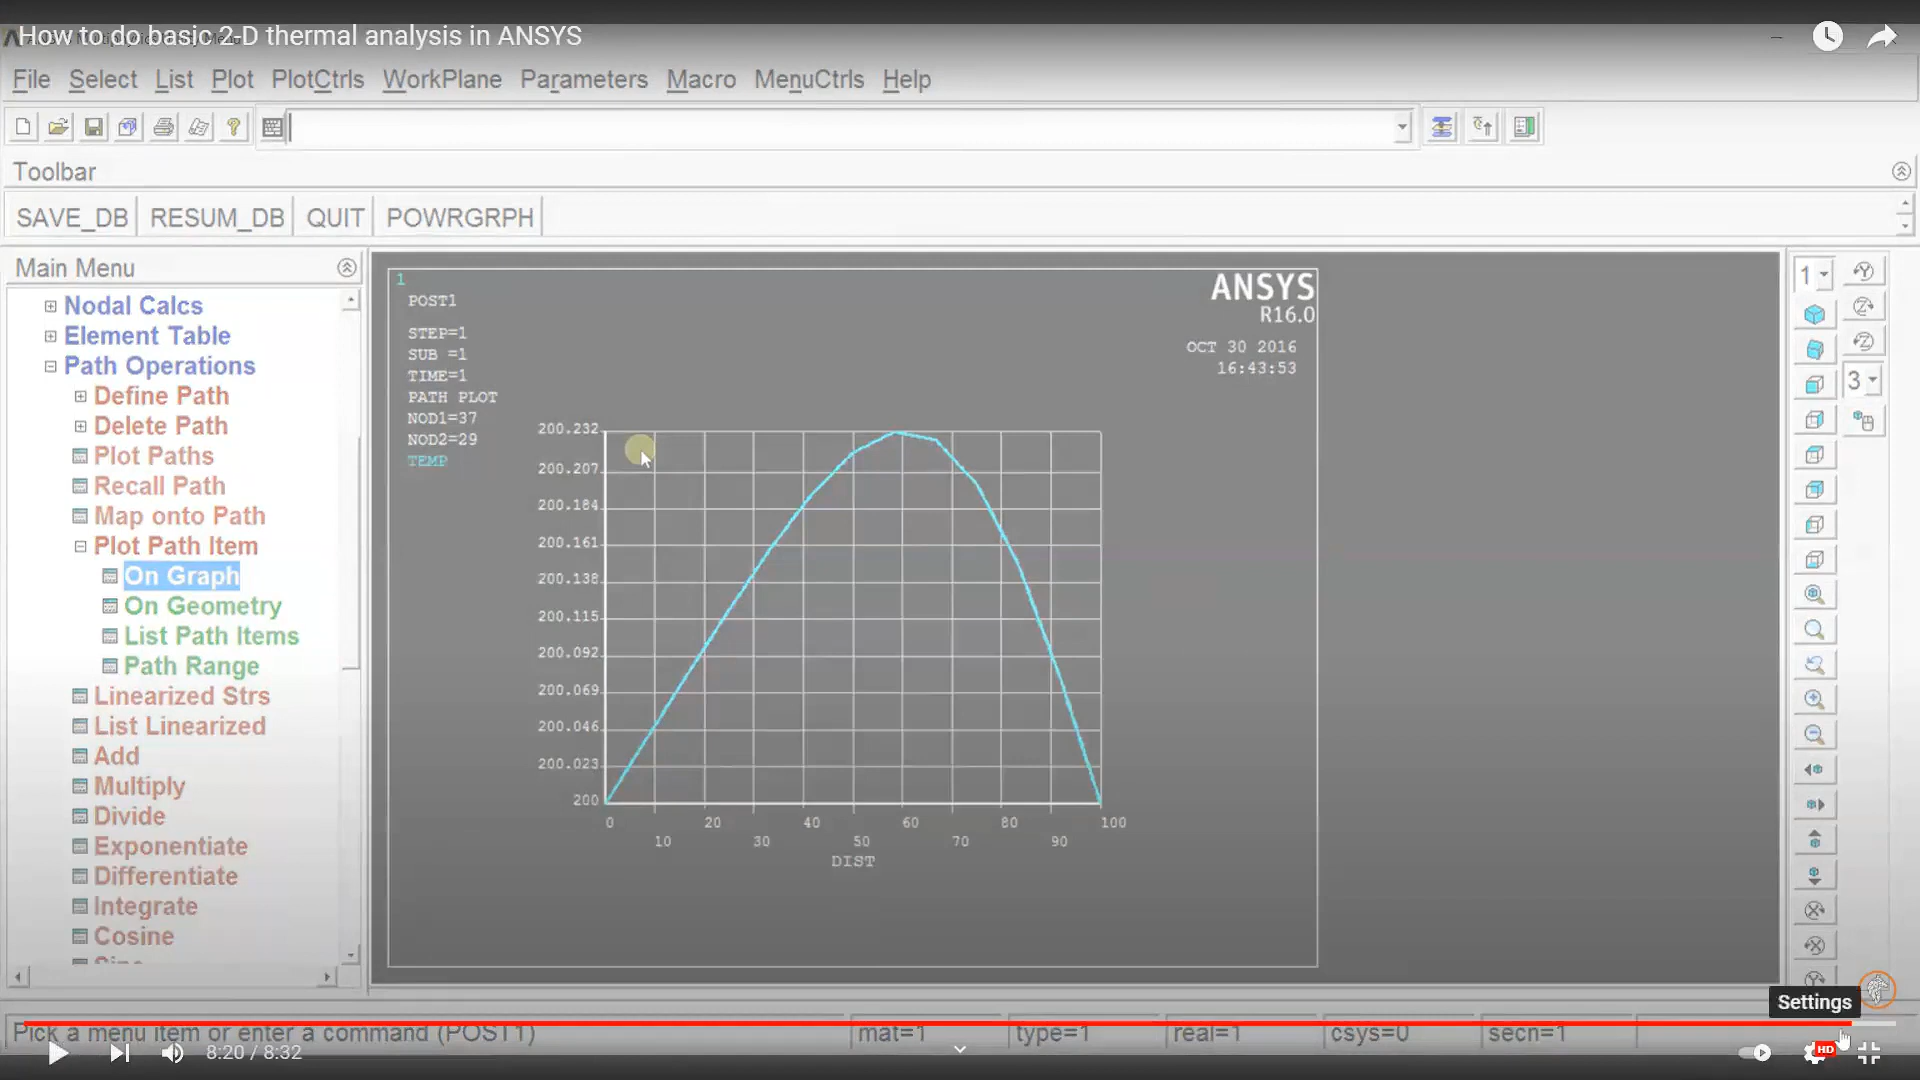 How to do basic 2-D thermal analysis in ANSYS
File Select List Plot PlotCtrls WorkPlane Parameters Macro MenuCtrls Help
Toolbar
SAVE_DB RESUM_DB QUIT POWRGRPH
Main Menu
Nodal Calcs
Element Table
Path Operations
Define Path
Delete Path
Plot Paths
Recall Path
Map onto Path
Plot Path Item
On Graph
On Geometry
List Path Items
Path Range
Linearized Strs
List Linearized
Add
Multiply
Divide
Exponentiate
Differentiate
Integrate
Cosine
1
POST1
STEP=1
SUB =1
TIME=1
PATH PLOT
NOD1=37
NOD2=29
TEMP
ANSYS
R16.0
OCT 30 2016
16:43:53
200.232
200.207
200.184
200.161
200.138
200.115
200.092
200.069
200.046
200.023
200
0 20 40 60 80 100
10 30 50 70 90
DIST
1
3
Settings
Pick a menu item or enter a command (POST1) mat=1 type=1 real=1 csys=0 secn=1
8:20 / 8:32
HD